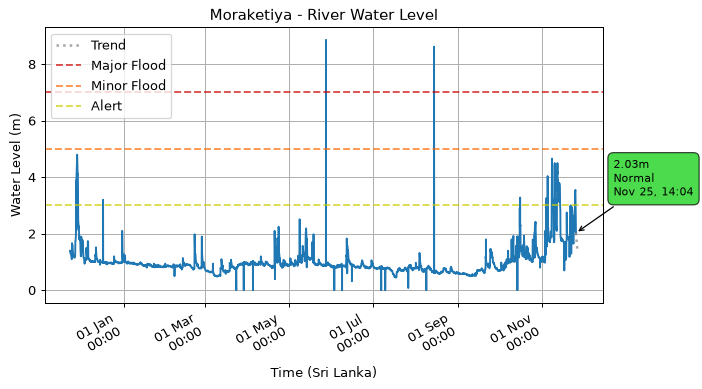 Moraketiya - River Water Level
Trend
Major Flood
Minor Flood
Alert
Water Level (m)
8
6
4
2
0
2.03m
Normal
Nov 25, 14:04
01 Jan
00:00
01 Mar
00:00
01 May
00:00
01 Jul
00:00
01 Sep
00:00
01 Nov
00:00
Time (Sri Lanka)